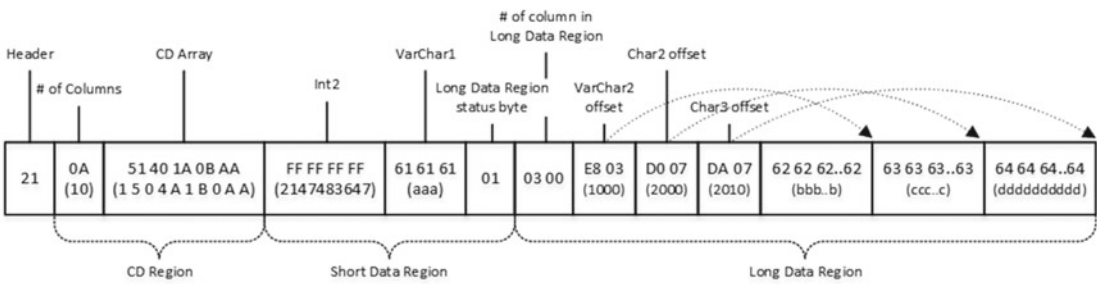 # of column in
Long Data Region
Header
CD Array
VarChar1
Char2 offset
# of Columns
Int2
Long Data Region
status byte
VarChar2
offset
Char3 offset
21
0A
(10)
51 40 1A 0B AA
(1 5 0 4 A 1 B 0 A A)
FF FF FF FF
(2147483647)
61 61 61
(aaa)
01
03 00
E8 03
(1000)
D0 07
(2000)
DA 07
(2010)
62 62 62..62
(bbb..b)
63 63 63..63
(ccc..c)
64 64 64..64
(dddddddddd)
CD Region
Short Data Region
Long Data Region